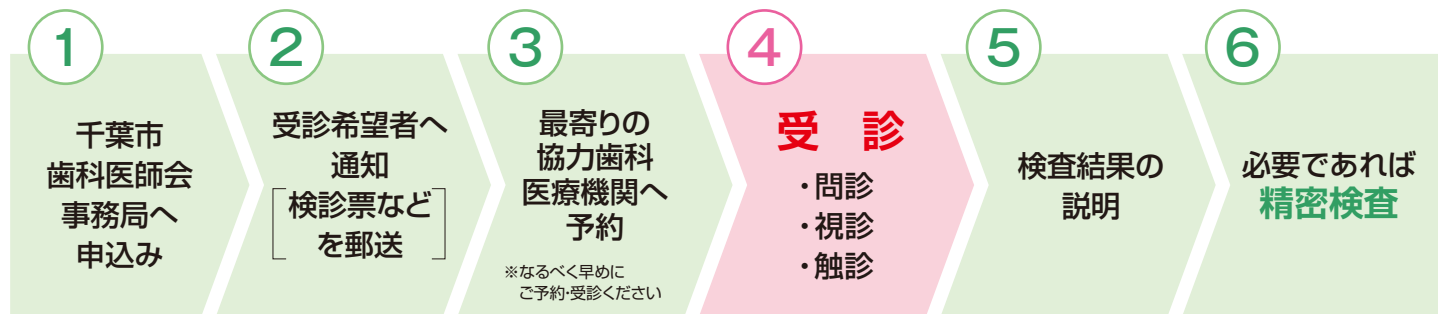 1
千葉市
歯科医師会
事務局へ
申込み
2
受診希望者へ
通知
検診票など
を郵送
3
最寄りの
協力歯科
医療機関へ
予約
※なるべく早めに
ご予約・受診ください
4
受 診
・問診
・視診
・触診
5
検査結果の
説明
6
必要であれば
精密検査